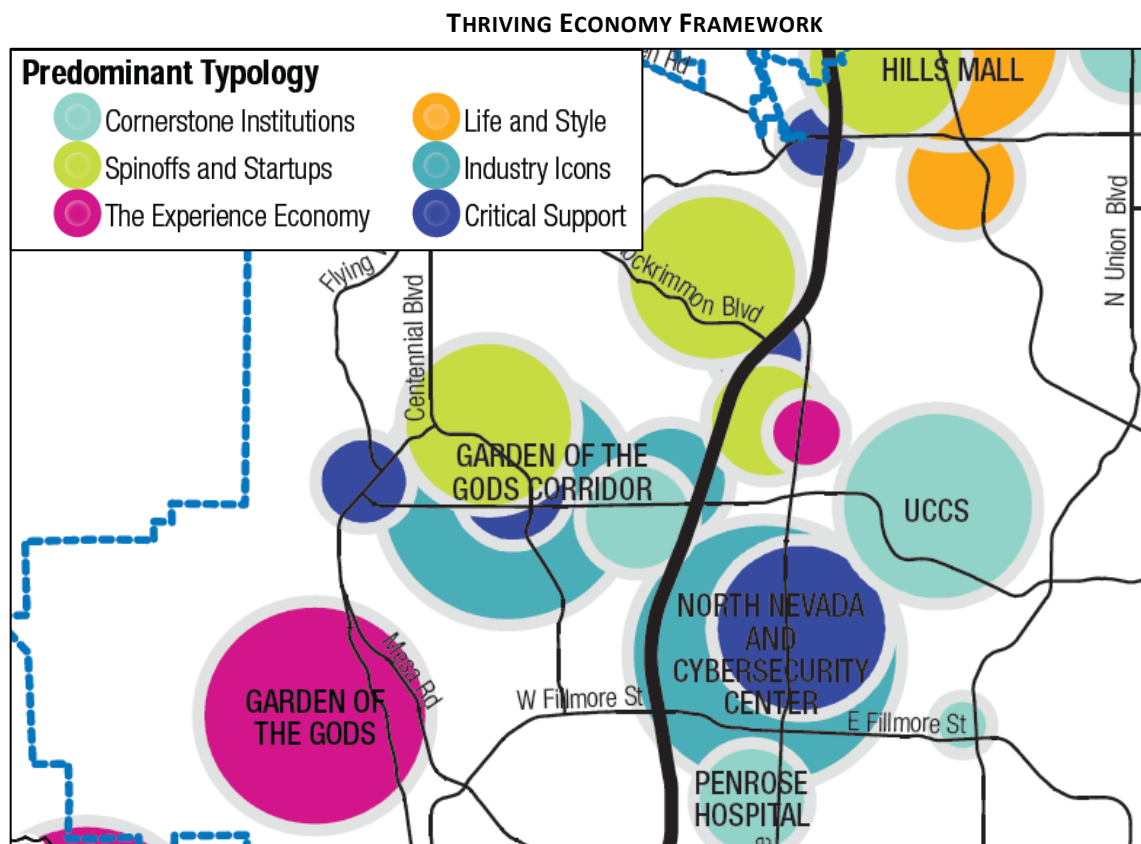 THRIVING ECONOMY FRAMEWORK
Predominant Typology
Cornerstone Institutions
Spinoffs and Startups
The Experience Economy
Life and Style
Industry Icons
Critical Support
Rd
HILLS MALL
N Union Blvd
Flying
Centennial Blvd
ockrimmon Blvd
GARDEN OF THE
GODS CORRIDOR
UCCS
NORTH NEVADA
AND
CYBERSECURITY
CENTER
Mesa Rd
GARDEN OF
THE GODS
W Fillmore St
E Fillmore St
PENROSE
HOSPITAL